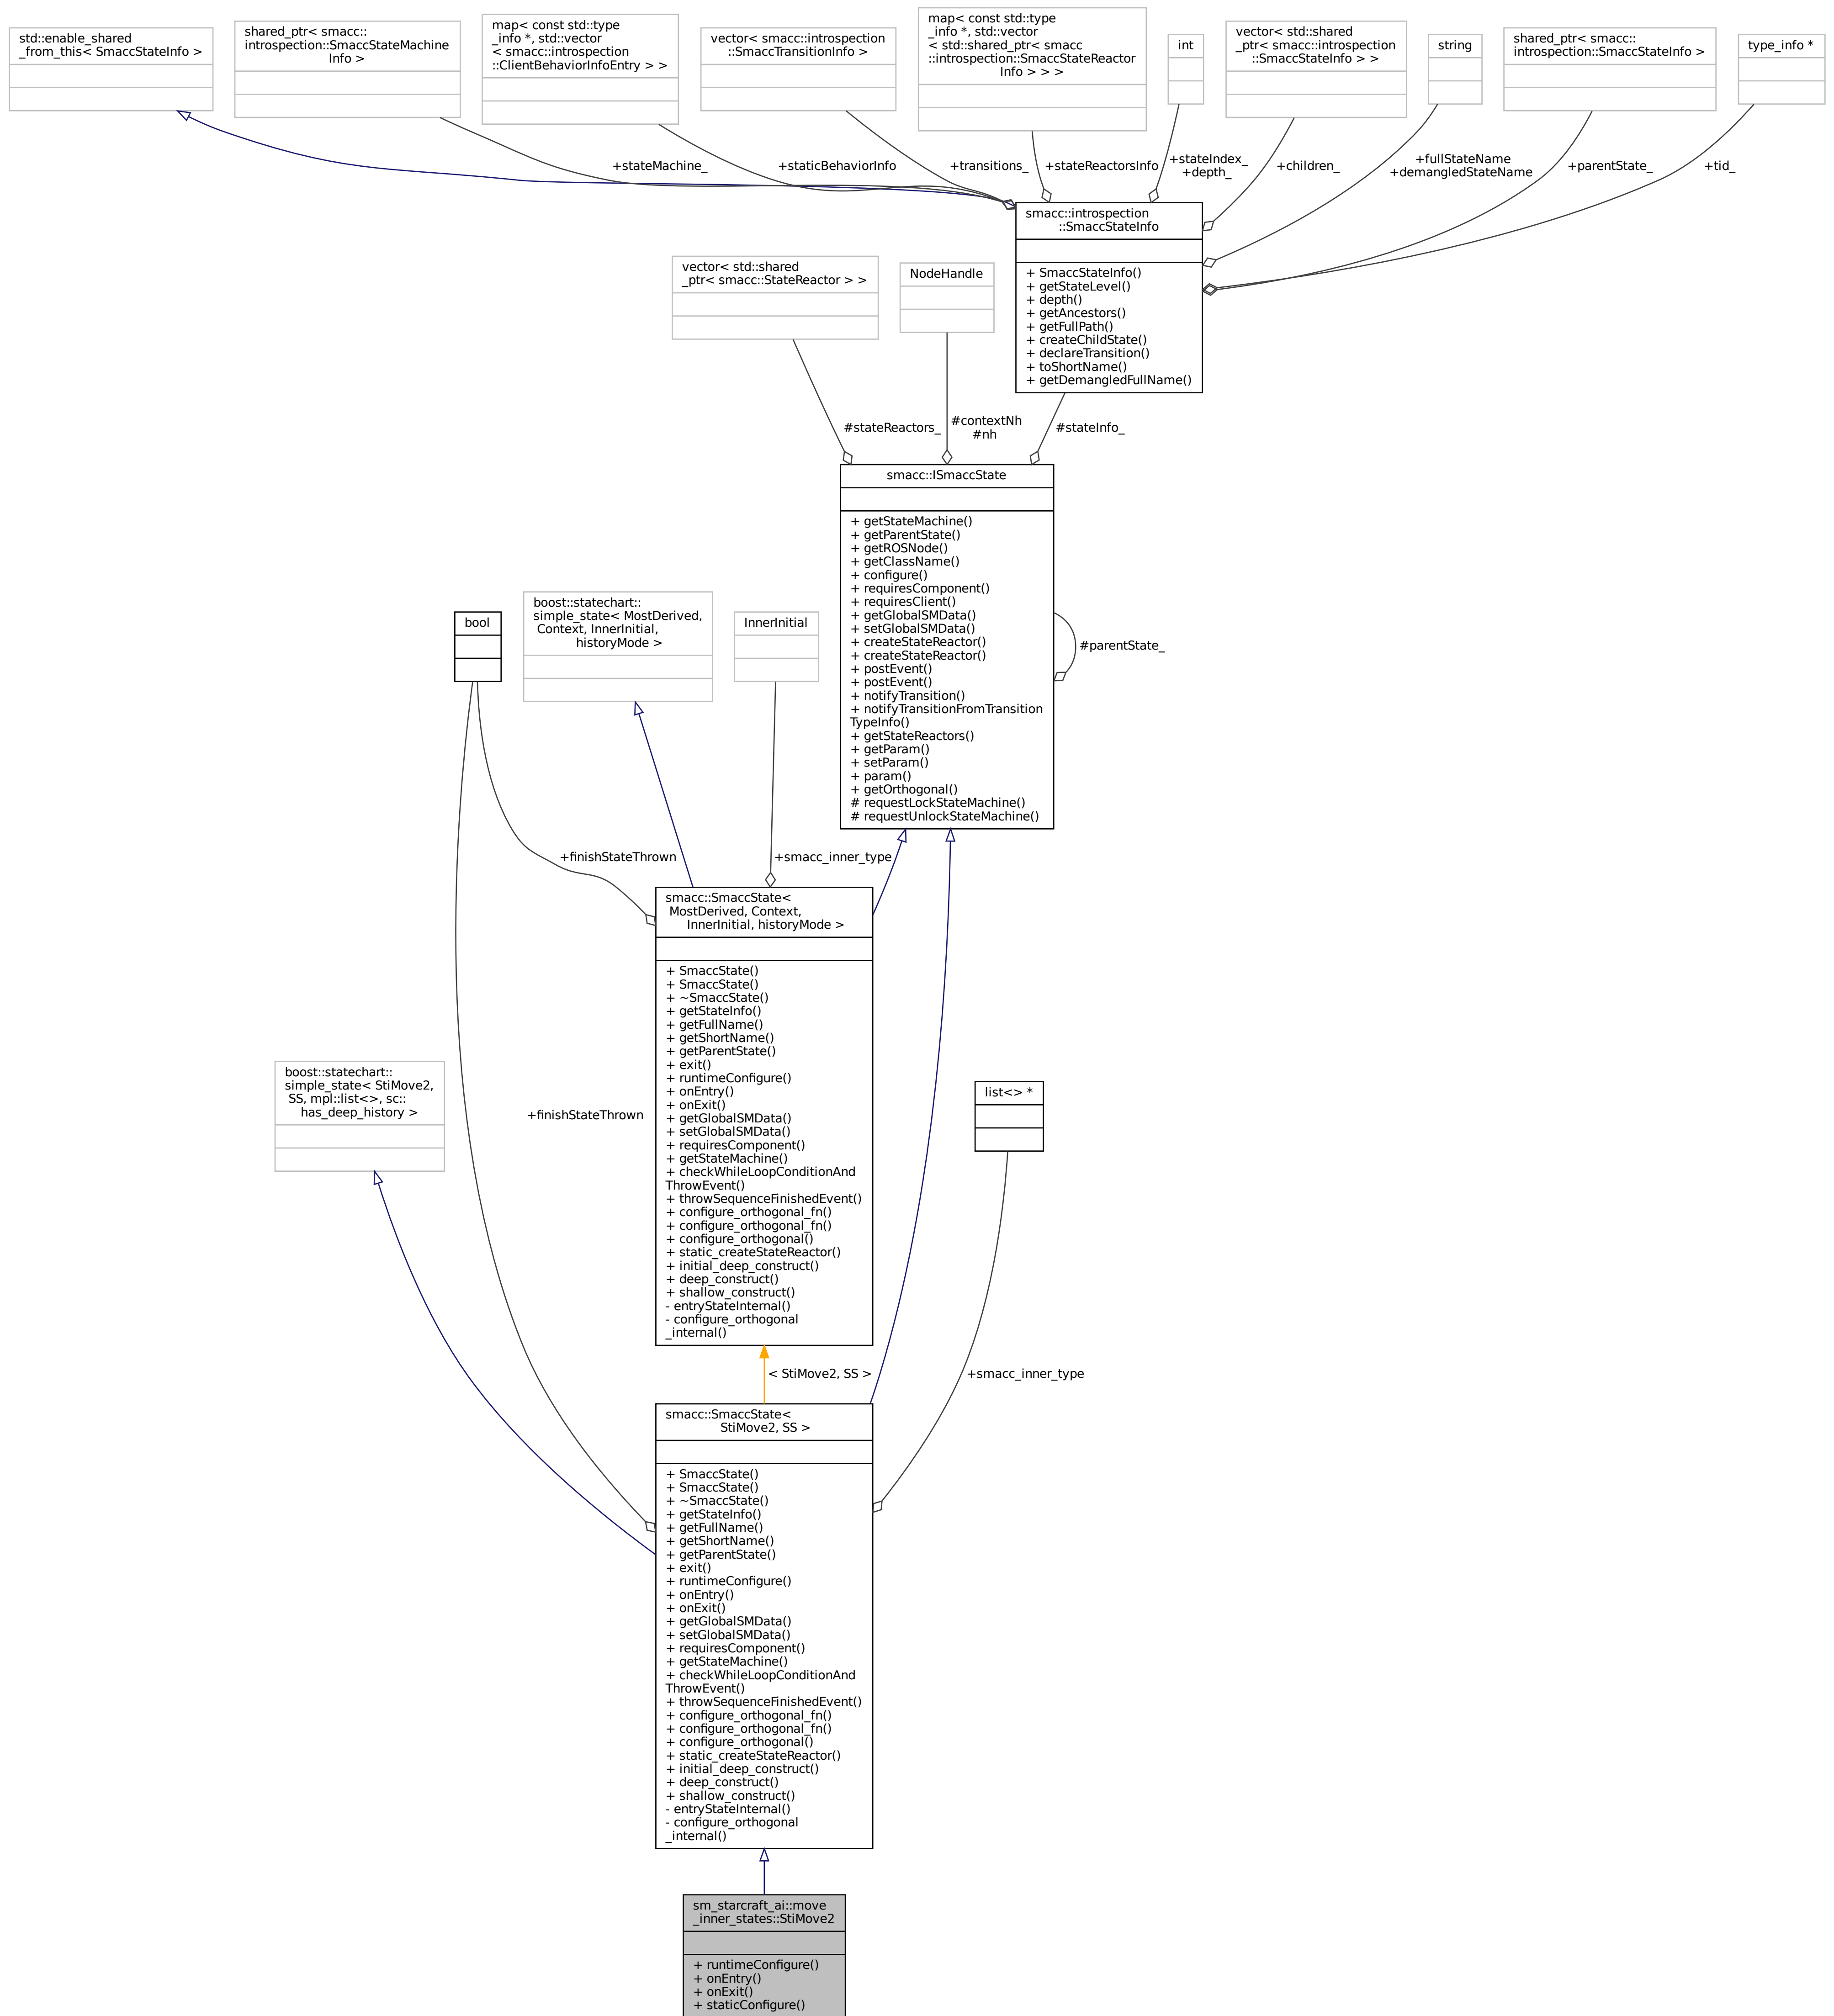 std::enable_shared
_from_this< SmaccStateInfo >
shared_ptr< smacc::
introspection::SmaccStateMachine
Info >
map< const std::type
_info *, std::vector
< smacc::introspection
::ClientBehaviorInfoEntry > >
vector< smacc::introspection
::SmaccTransitionInfo >
map< const std::type
_info *, std::vector
< std::shared_ptr< smacc
::introspection::SmaccStateReactor
Info > > >
int
vector< std::shared
_ptr< smacc::introspection
::SmaccStateInfo > >
string
shared_ptr< smacc::
introspection::SmaccStateInfo >
type_info *
+stateMachine_
+staticBehaviorInfo
+transitions_
+stateReactorsInfo
+stateIndex_
+depth_
+children_
+fullStateName
+demangledStateName
+parentState_
+tid_
smacc::introspection
::SmaccStateInfo
+ SmaccStateInfo()
+ getStateLevel()
+ depth()
+ getAncestors()
+ getFullPath()
+ createChildState()
+ declareTransition()
+ toShortName()
+ getDemangledFullName()
vector< std::shared
_ptr< smacc::StateReactor > >
NodeHandle
#stateReactors_
#contextNh
#nh
#stateInfo_
smacc::ISmaccState
+ getStateMachine()
+ getParentState()
+ getROSNode()
+ getClassName()
+ configure()
+ requiresComponent()
+ requiresClient()
+ getGlobalSMData()
+ setGlobalSMData()
+ createStateReactor()
+ createStateReactor()
+ postEvent()
+ postEvent()
+ notifyTransition()
+ notifyTransitionFromTransition
TypeInfo()
+ getStateReactors()
+ getParam()
+ setParam()
+ param()
+ getOrthogonal()
# requestLockStateMachine()
# requestUnlockStateMachine()
#parentState_
bool
boost::statechart::
simple_state< MostDerived,
Context, InnerInitial,
historyMode >
InnerInitial
+finishStateThrown
+smacc_inner_type
smacc::SmaccState<
MostDerived, Context,
InnerInitial, historyMode >
+ SmaccState()
+ SmaccState()
+ ~SmaccState()
+ getStateInfo()
+ getFullName()
+ getShortName()
+ getParentState()
+ exit()
+ runtimeConfigure()
+ onEntry()
+ onExit()
+ getGlobalSMData()
+ setGlobalSMData()
+ requiresComponent()
+ getStateMachine()
+ checkWhileLoopConditionAnd
ThrowEvent()
+ throwSequenceFinishedEvent()
+ configure_orthogonal_fn()
+ configure_orthogonal_fn()
+ configure_orthogonal()
+ static_createStateReactor()
+ initial_deep_construct()
+ deep_construct()
+ shallow_construct()
- entryStateInternal()
- configure_orthogonal
_internal()
boost::statechart::
simple_state< StiMove2,
SS, mpl::list<>, sc::
has_deep_history >
+finishStateThrown
list<> *
< StiMove2, SS >
+smacc_inner_type
smacc::SmaccState<
StiMove2, SS >
+ SmaccState()
+ SmaccState()
+ ~SmaccState()
+ getStateInfo()
+ getFullName()
+ getShortName()
+ getParentState()
+ exit()
+ runtimeConfigure()
+ onEntry()
+ onExit()
+ getGlobalSMData()
+ setGlobalSMData()
+ requiresComponent()
+ getStateMachine()
+ checkWhileLoopConditionAnd
ThrowEvent()
+ throwSequenceFinishedEvent()
+ configure_orthogonal_fn()
+ configure_orthogonal_fn()
+ configure_orthogonal()
+ static_createStateReactor()
+ initial_deep_construct()
+ deep_construct()
+ shallow_construct()
- entryStateInternal()
- configure_orthogonal
_internal()
sm_starcraft_ai::move
_inner_states::StiMove2
+ runtimeConfigure()
+ onEntry()
+ onExit()
+ staticConfigure()